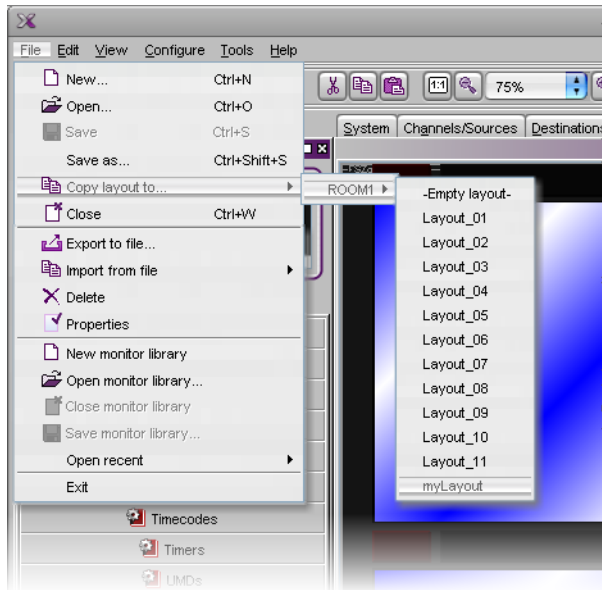 File Edit View Configure Tools Help
New... Ctrl+N
Open... Ctrl+O
Save Ctrl+S
Save as... Ctrl+Shift+S
Copy layout to...
Close Ctrl+W
Export to file...
Import from file
Delete
Properties
New monitor library
Open monitor library...
Close monitor library
Save monitor library...
Open recent
Exit
Timecodes
Timers
UMDs
1:1 75%
System Channels/Sources Destinations
ROOM1
-Empty layout-
Layout_01
Layout_02
Layout_03
Layout_04
Layout_05
Layout_06
Layout_07
Layout_08
Layout_09
Layout_10
Layout_11
myLayout